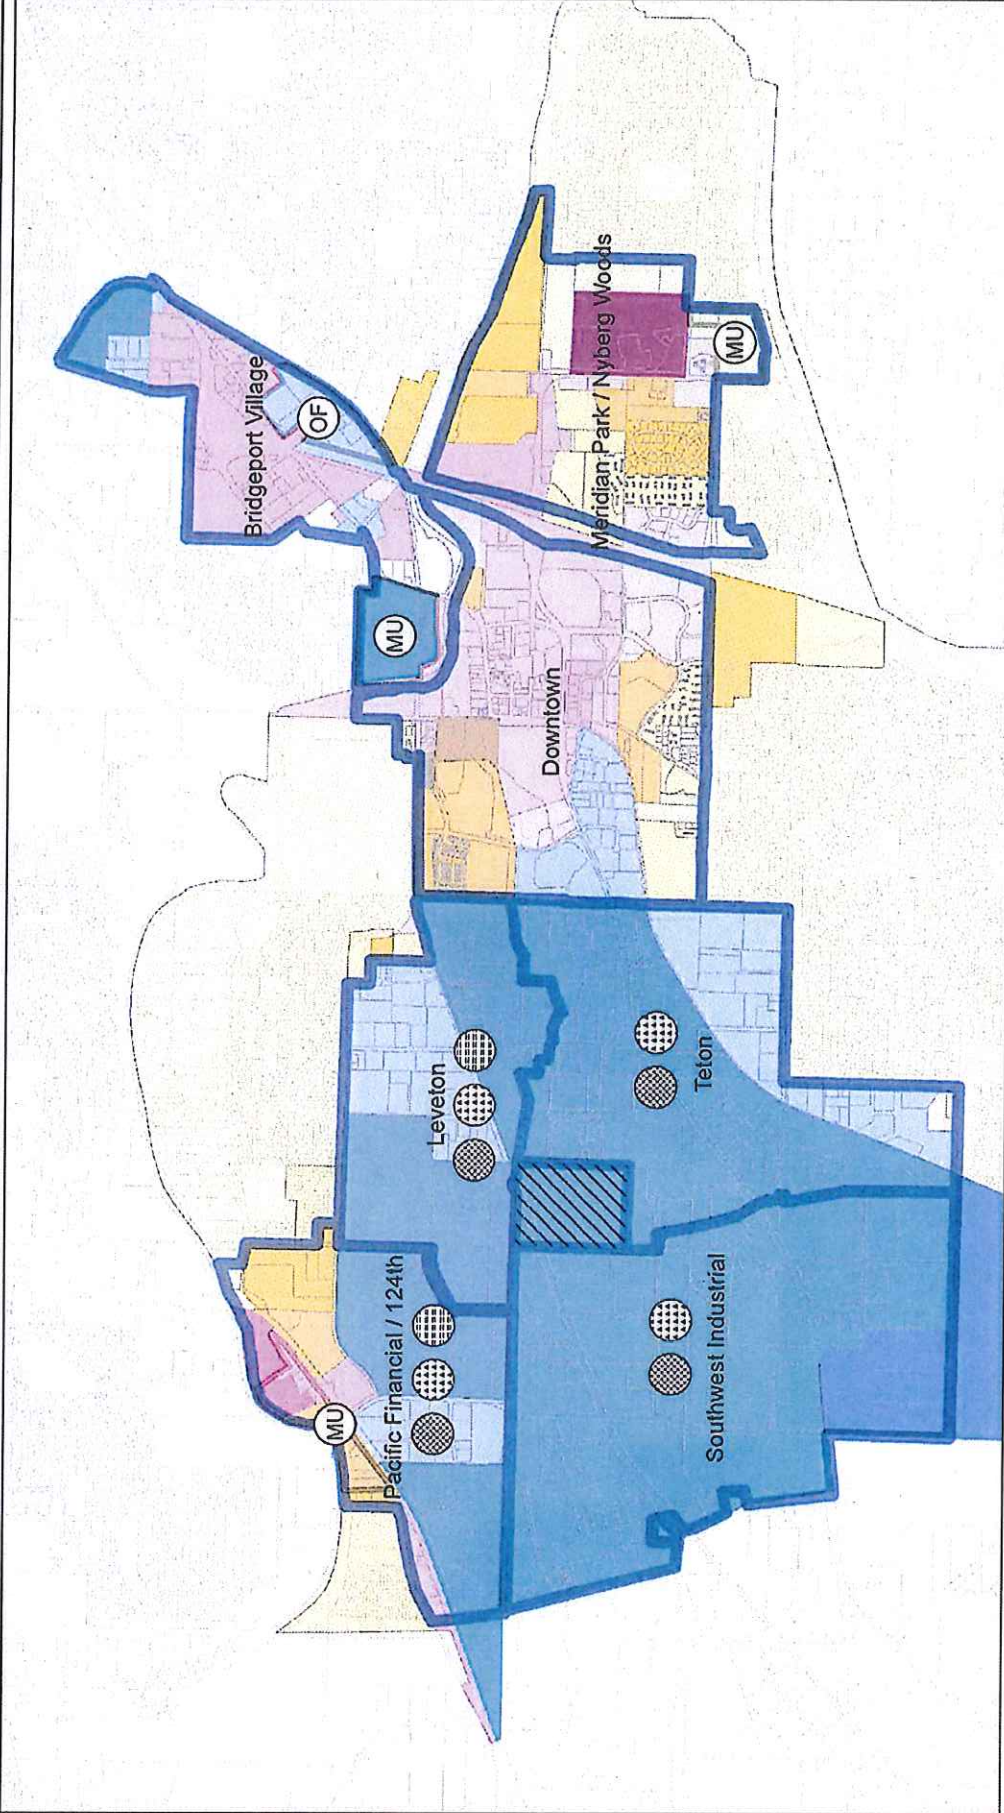 Bridgeport Village
OF
MU
Meridian Park / Nyberg Woods
MU
Downtown
Leveton
Teton
Pacific Financial / 124th
MU
Southwest Industrial